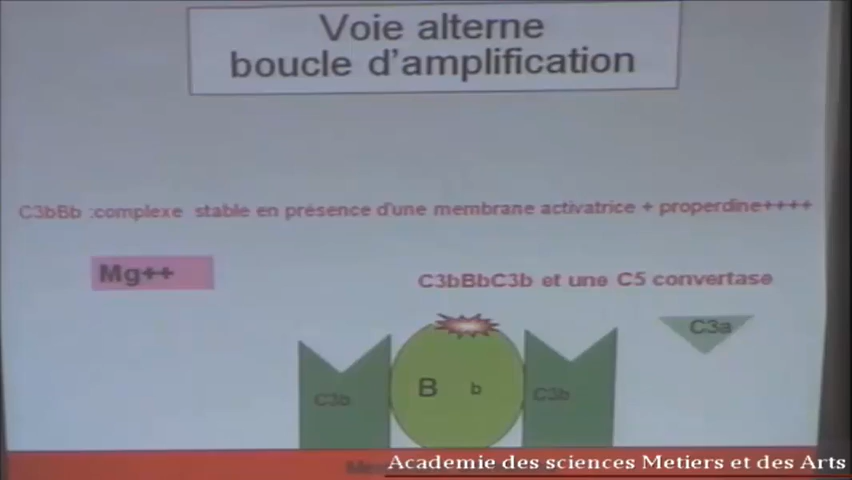 Voie alterne
boucle d'amplification
C3bBb :complexe stable en présence d'une membrane activatrice + properdine++++
Mg++
C3bBbC3b et une C5 convertase
C3a
B b
C3b
C3b
Academie des sciences Metiers et des Arts